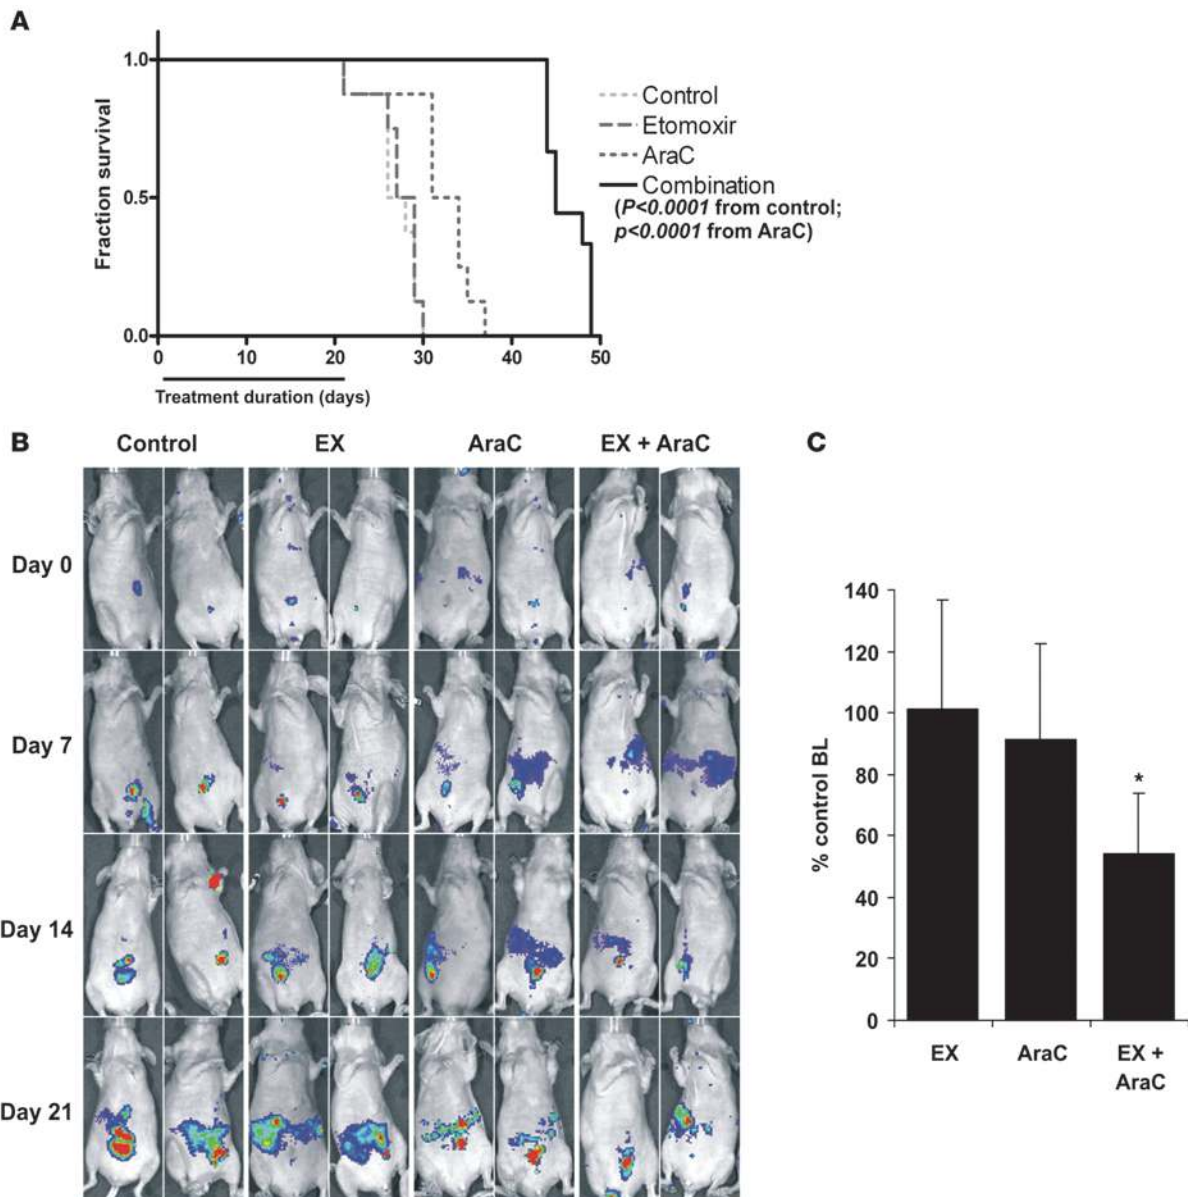 A
1.0
0.5
0.0
Fraction survival
0 10 20 30 40 50
Treatment duration (days)
Control
Etomoxir
AraC
Combination
(P<0.0001 from control;
p<0.0001 from AraC)
B
Control EX AraC EX + AraC
Day 0
Day 7
Day 14
Day 21
C
% control BL
140
120
100
80
60
40
20
0
*
EX AraC EX +
AraC